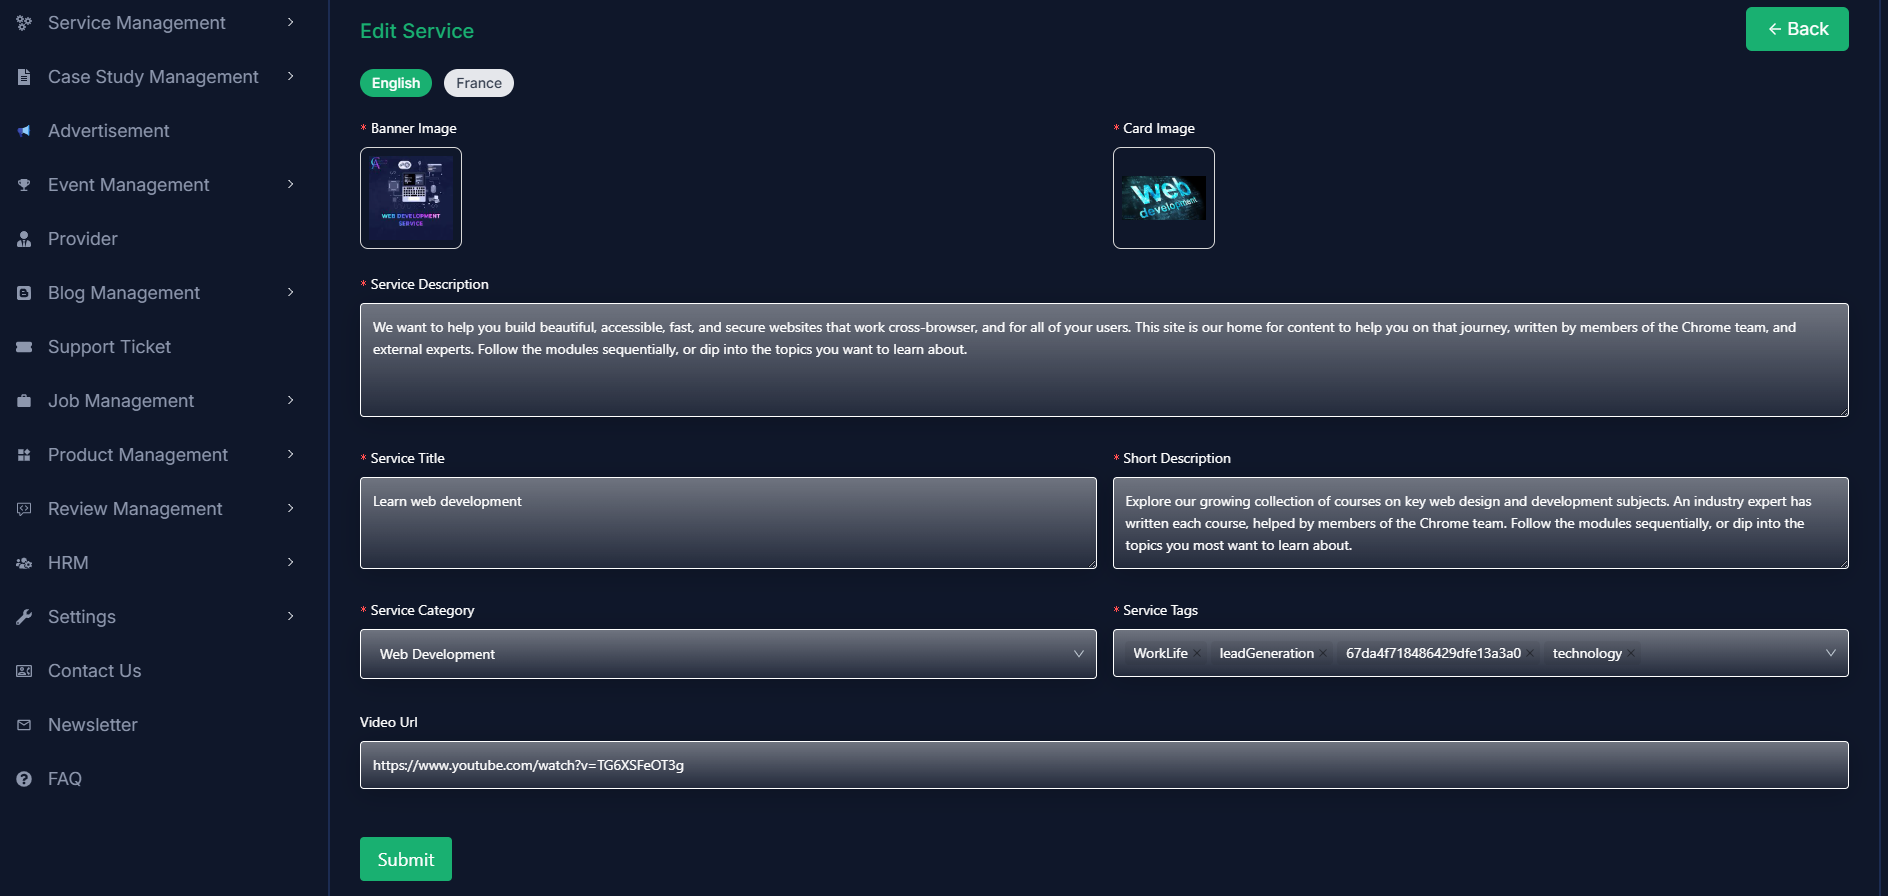 Service Management
Case Study Management
Advertisement
Event Management
Provider
Blog Management
Support Ticket
Job Management
Product Management
Review Management
HRM
Settings
Contact Us
Newsletter
FAQ
Edit Service
Back
English
France
* Banner Image
WEB DEVELOPMENT
SERVICE
* Card Image
web
development
* Service Description
We want to help you build beautiful, accessible, fast, and secure websites that work cross-browser, and for all of your users. This site is our home for content to help you on that journey, written by members of the Chrome team, and
external experts. Follow the modules sequentially, or dip into the topics you want to learn about.
* Service Title
Learn web development
* Short Description
Explore our growing collection of courses on key web design and development subjects. An industry expert has
written each course, helped by members of the Chrome team. Follow the modules sequentially, or dip into the
topics you most want to learn about.
* Service Category
Web Development
* Service Tags
WorkLife × leadGeneration × 67da4f718486429dfe13a3a0 × technology ×
Video Url
https://www.youtube.com/watch?v=TG6XSFeOT3g
Submit